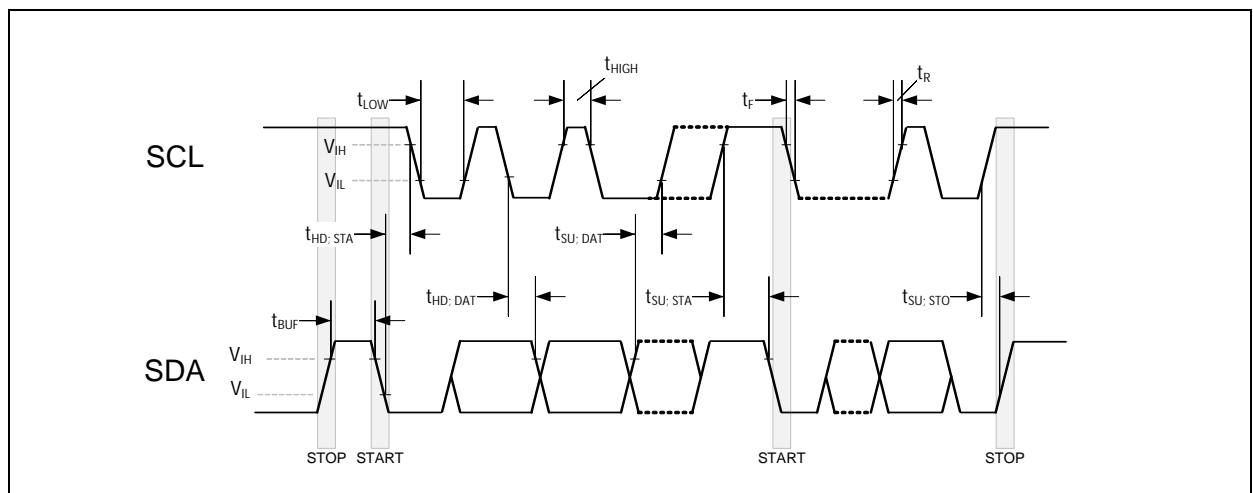 tHIGH
tLOW
tF
tR
SCL
VIH
VIL
tHD; STA
tSU; DAT
tHD; DAT
tSU; STA
tSU; STO
tBUF
SDA
VIH
VIL
STOP START START STOP